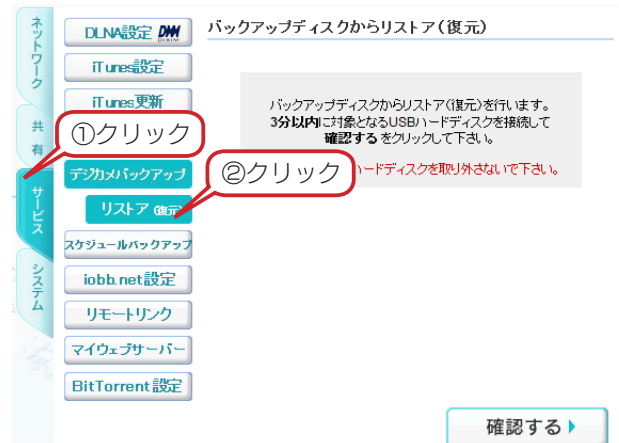 ネットワーク
共有
サービス
システム
DLNA設定
iTunes設定
iTunes更新
①クリック
デジカメバックアップ
リストア(復元)
②クリック
スケジュールバックアップ
iobb.net設定
リモートリンク
マイウェブサーバー
BitTorrent設定
バックアップディスクからリストア(復元)
バックアップディスクからリストア(復元)を行います。
3分以内に対象となるUSBハードディスクを接続して
確認する をクリックして下さい。
ハードディスクを取り外さないで下さい。
確認する